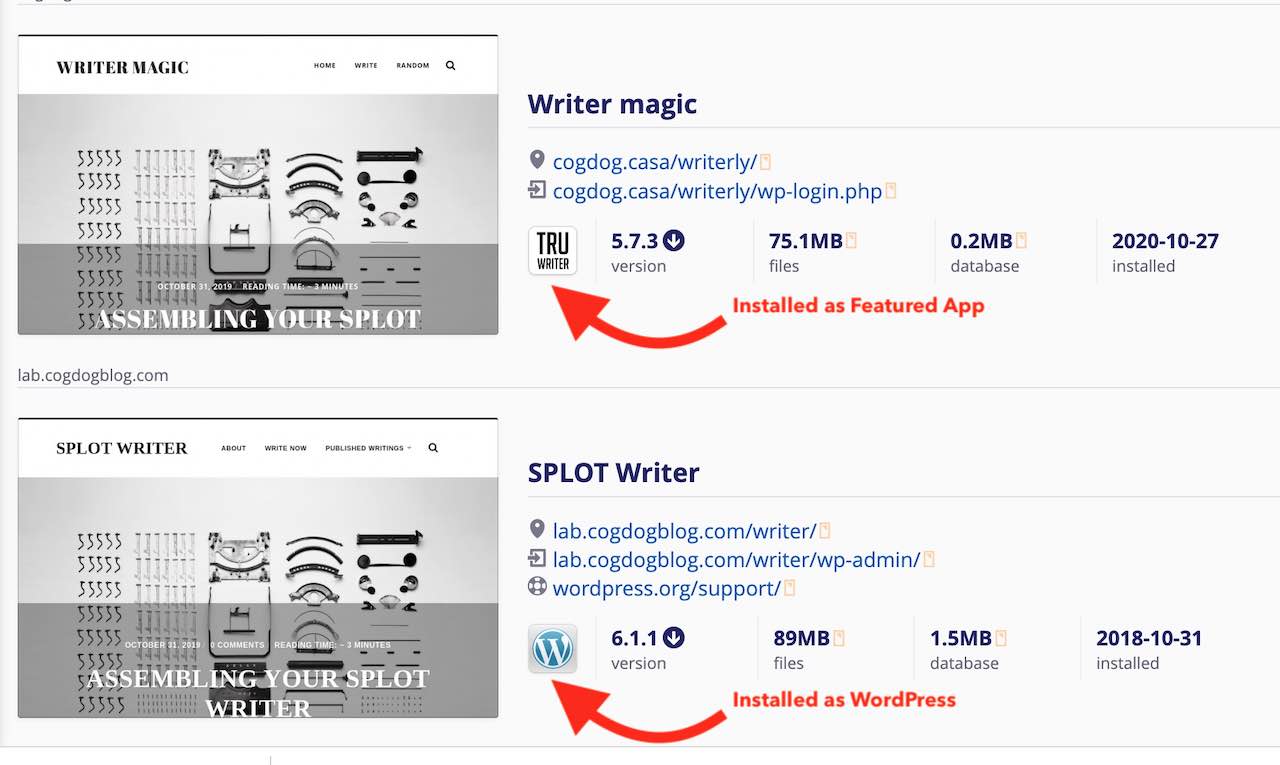 WRITER MAGIC
HOME WRITE RANDOM
OCTOBER 31, 2019 READING TIME: ~ 3 MINUTES
ASSEMBLING YOUR SPLOT
Writer magic
cogdog.casa/writerly/
cogdog.casa/writerly/wp-login.php
TRU
WRITER
5.7.3 75.1MB 0.2MB 2020-10-27
version files database installed
Installed as Featured App
lab.cogdogblog.com
SPLOT WRITER
ABOUT WRITE NOW PUBLISHED WRITINGS
OCTOBER 31, 2019 0 COMMENTS READING TIME: ~ 3 MINUTES
ASSEMBLING YOUR SPLOT
WRITER
SPLOT Writer
lab.cogdogblog.com/writer/
lab.cogdogblog.com/writer/wp-admin/
wordpress.org/support/
W
6.1.1 89MB 1.5MB 2018-10-31
version files database installed
Installed as WordPress